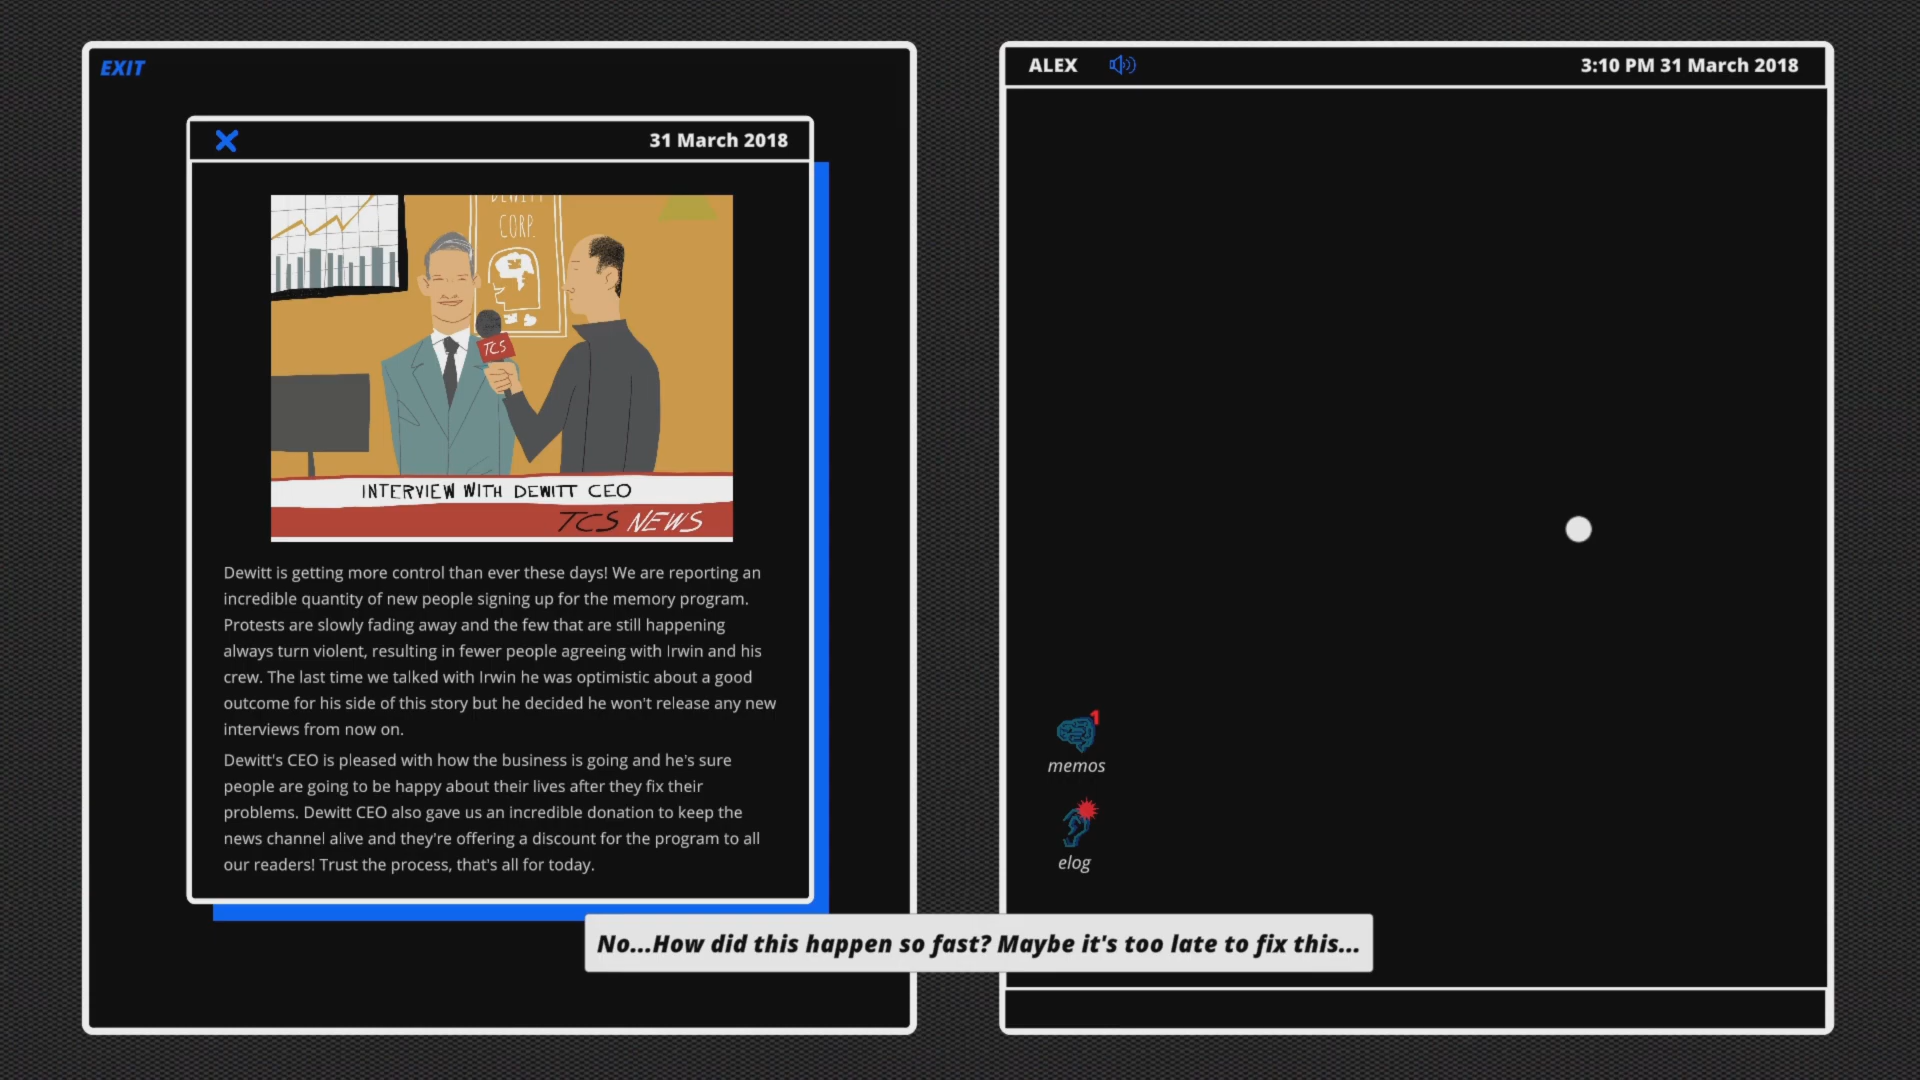 EXIT
31 March 2018
DEWITT
CORP.
TCS
INTERVIEW WITH DEWITT CEO
TCS NEWS
Dewitt is getting more control than ever these days! We are reporting an
incredible quantity of new people signing up for the memory program.
Protests are slowly fading away and the few that are still happening
always turn violent, resulting in fewer people agreeing with Irwin and his
crew. The last time we talked with Irwin he was optimistic about a good
outcome for his side of this story but he decided he won't release any new
interviews from now on.
Dewitt's CEO is pleased with how the business is going and he's sure
people are going to be happy about their lives after they fix their
problems. Dewitt CEO also gave us an incredible donation to keep the
news channel alive and they're offering a discount for the program to all
our readers! Trust the process, that's all for today.
ALEX
3:10 PM 31 March 2018
1
memos
elog
No...How did this happen so fast? Maybe it's too late to fix this...